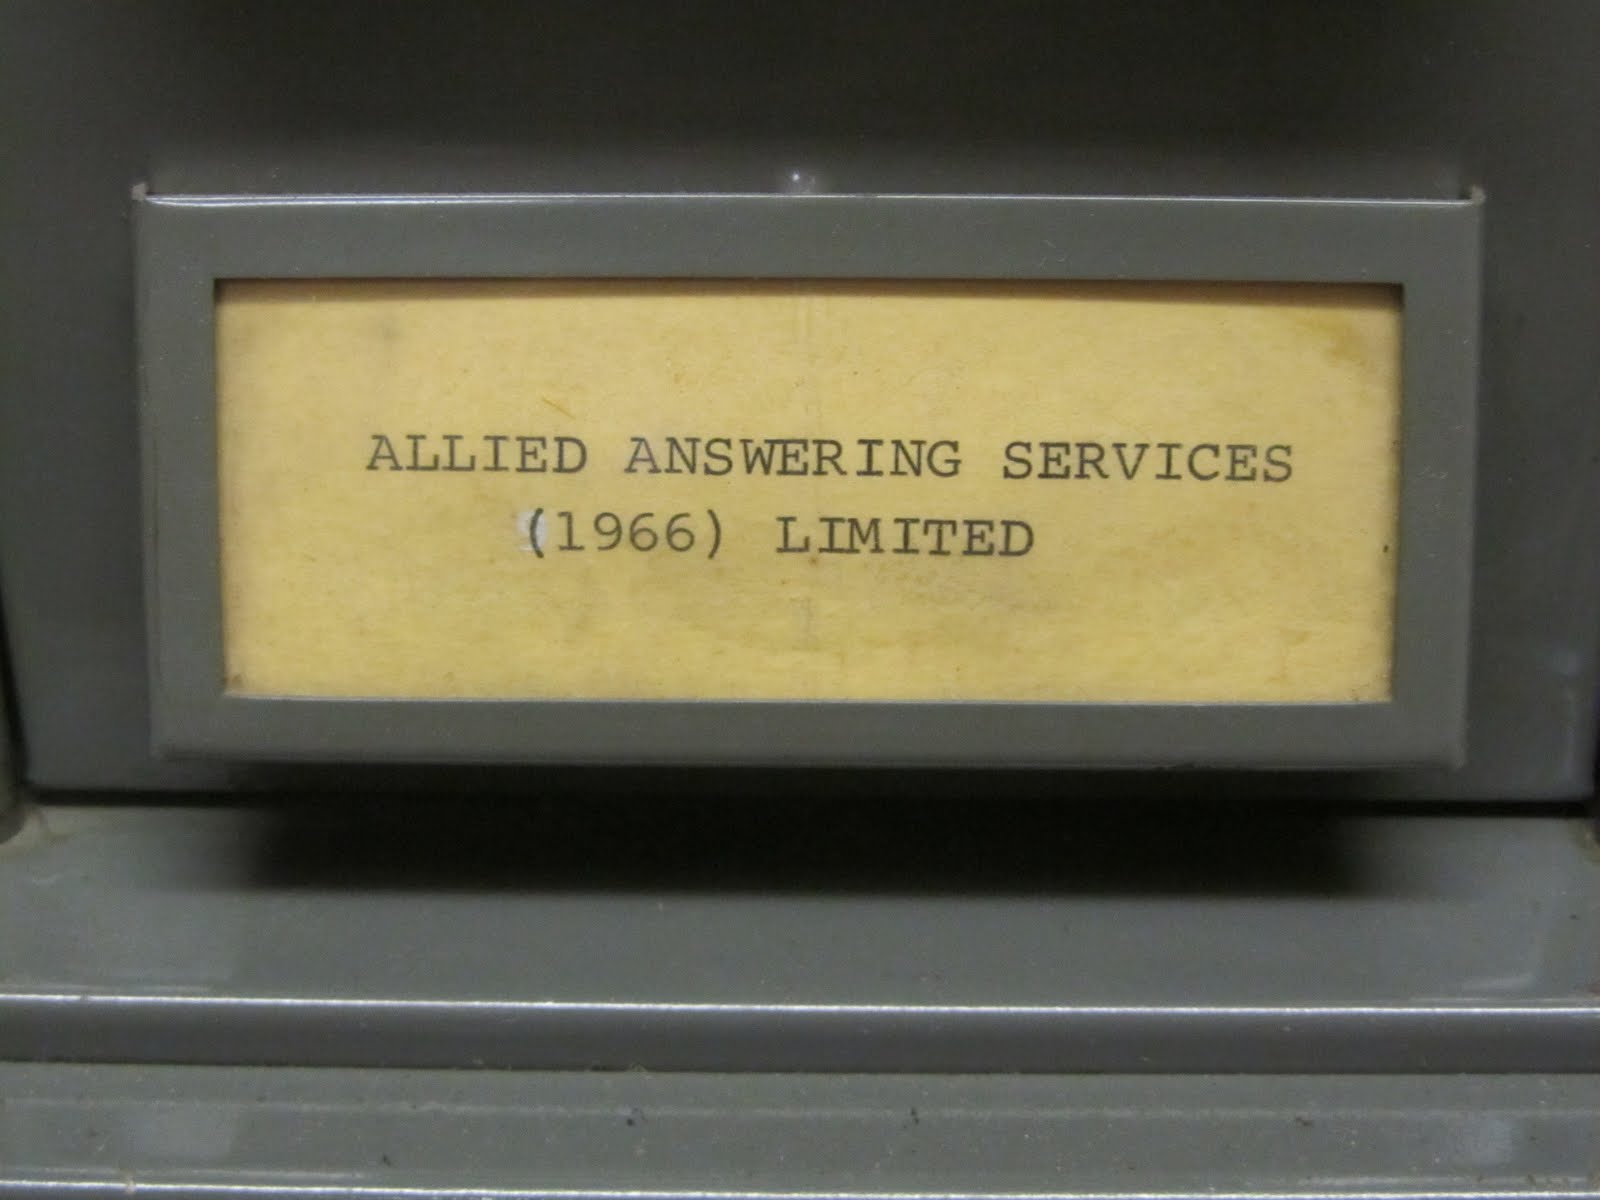 ALLIED ANSWERING SERVICES
(1966) LIMITED